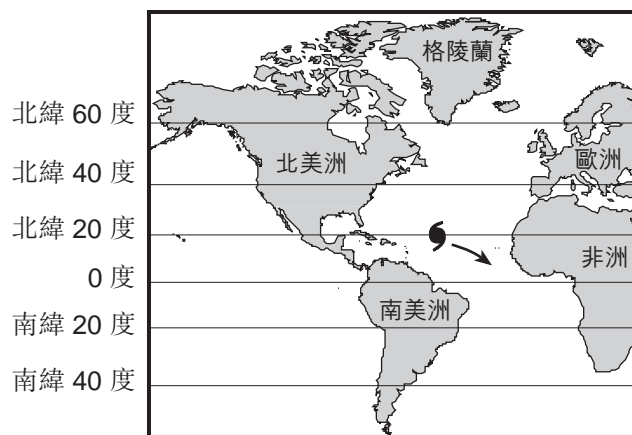 格陵蘭
北緯 60 度
北美洲
歐洲
北緯 40 度
北緯 20 度
非洲
0 度
南美洲
南緯 20 度
南緯 40 度